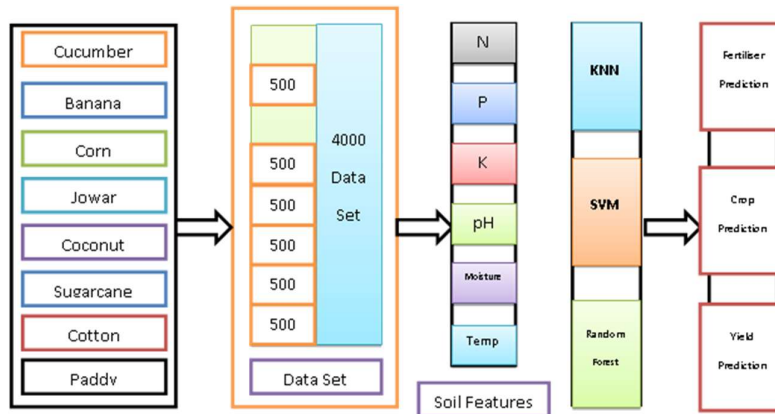 Cucumber
Banana
Corn
Jowar
Coconut
Sugarcane
Cotton
Paddy
500
500
500
500
500
500
4000
Data
Set
Data Set
N
P
K
pH
Moisture
Temp
Soil Features
KNN
SVM
Random
Forest
Fertiliser
Prediction
Crop
Prediction
Yield
Prediction